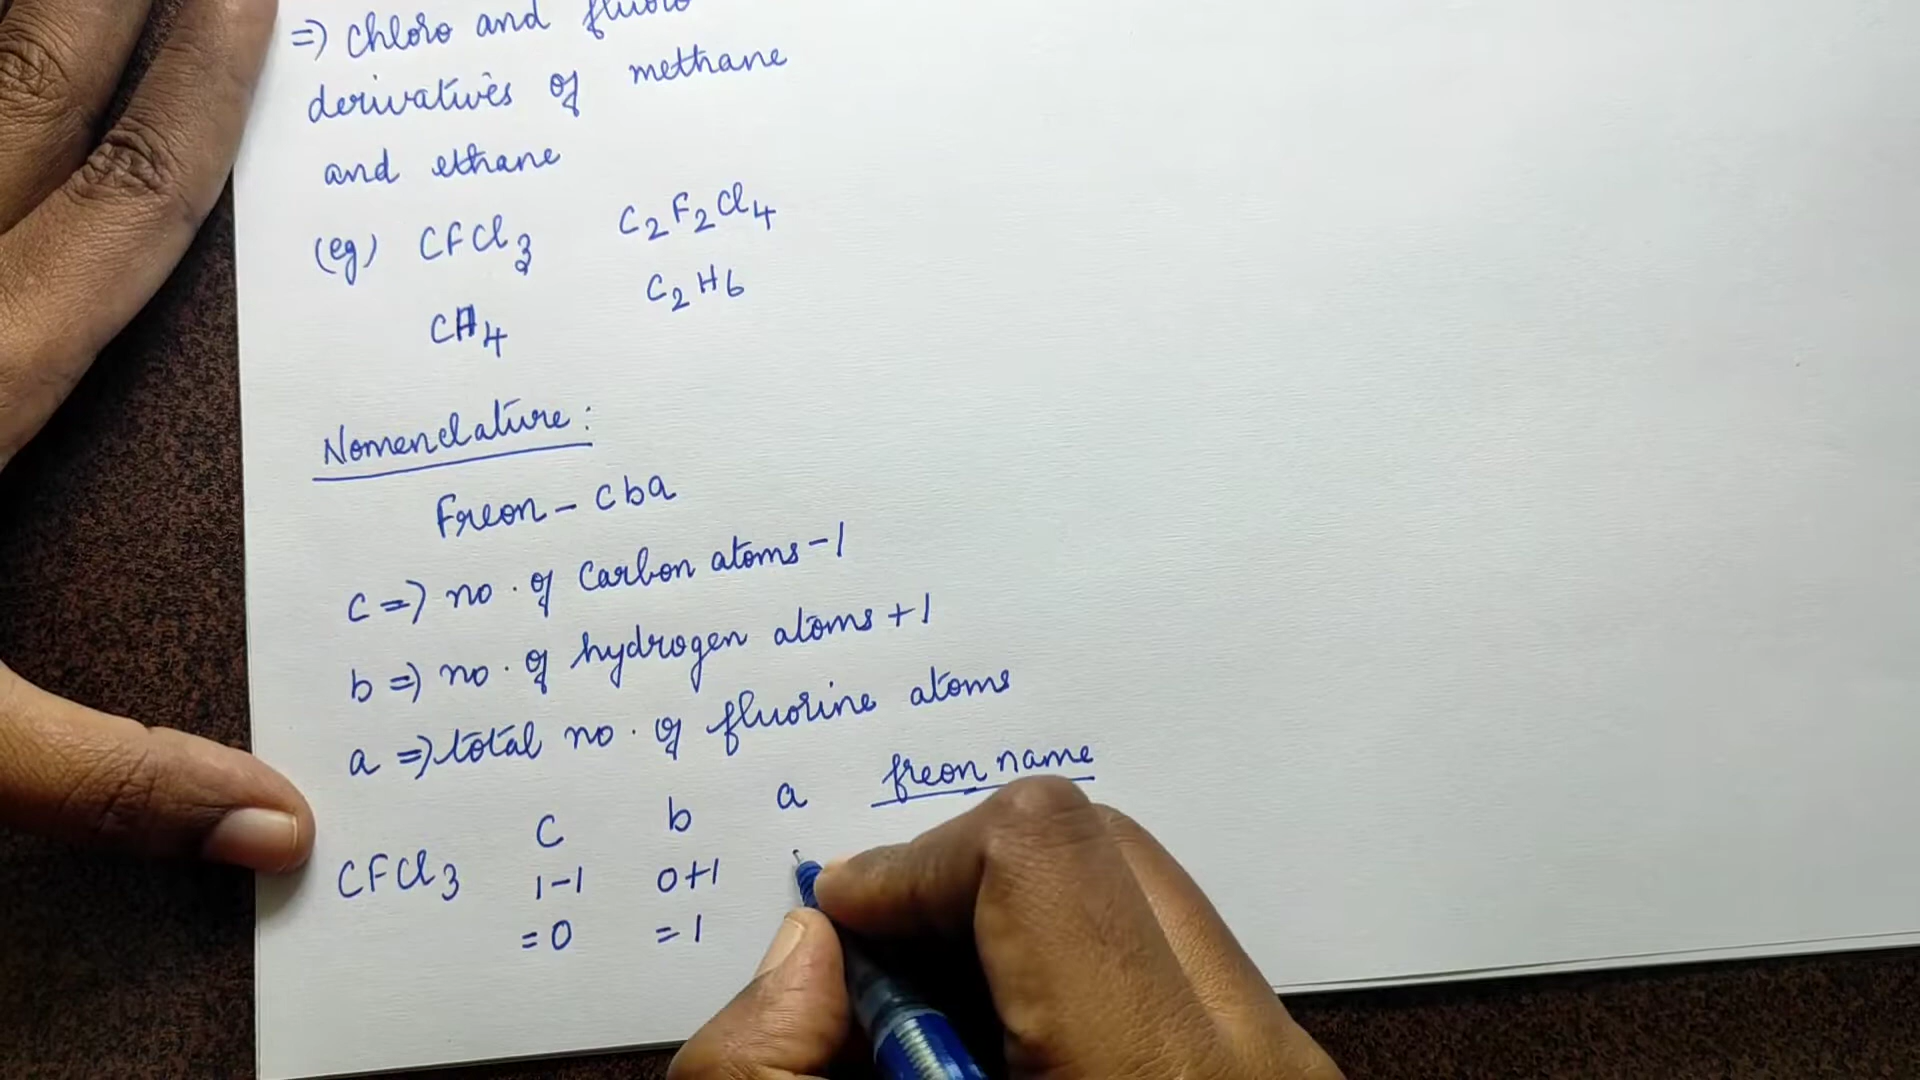 => chloro and fluoro
derivatives of methane
and ethane
(eg) CFCl3 C2F2Cl4
CH4 C2H6
Nomenclature:
Freon - cba
c => no. of Carbon atoms - 1
b => no. of hydrogen atoms + 1
a => total no. of fluorine atoms
c b a freon name
CFCl3 1-1 0+1
=0 =1